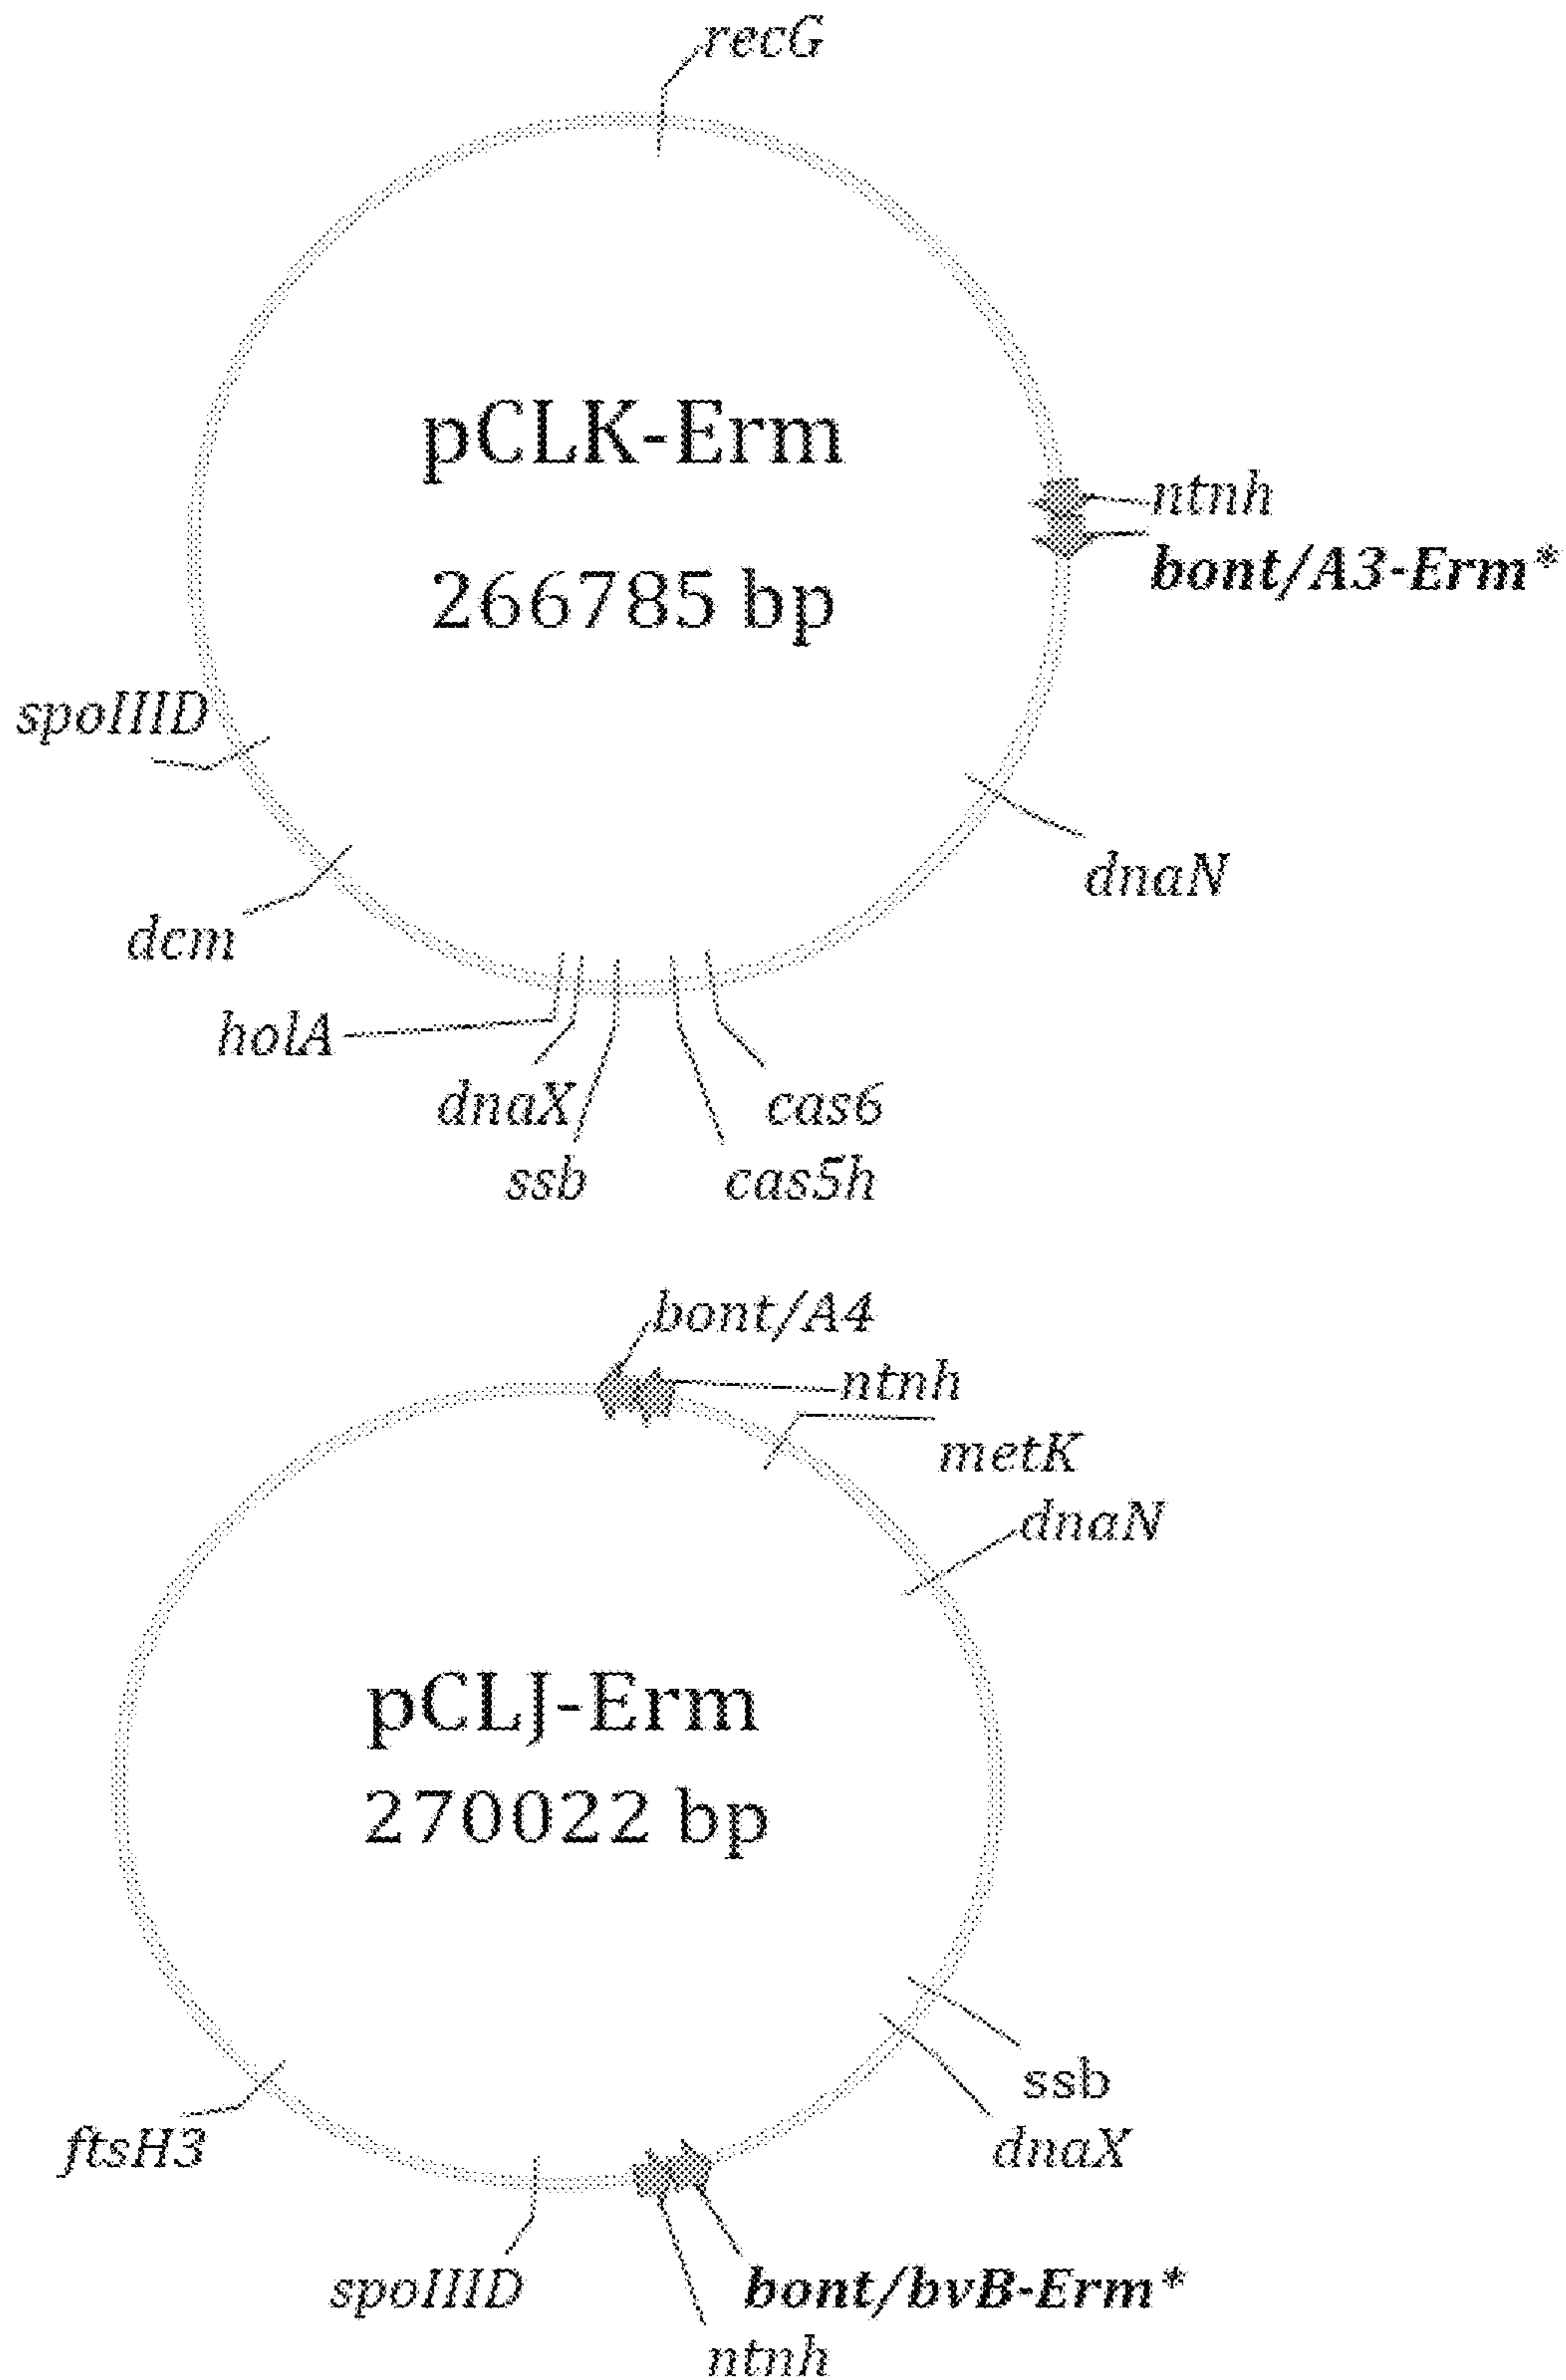 recG
pCLK-Erm
266785 bp
ntnh
bont/A3-Erm*
spoIIID
dnaN
dcm
holA
dnaX
cas6
ssb
cas5h
bont/A4
ntnh
metK
dnaN
pCLJ-Erm
270022 bp
ssb
dnaX
ftsH3
spoIIID
bont/bvB-Erm*
ntnh